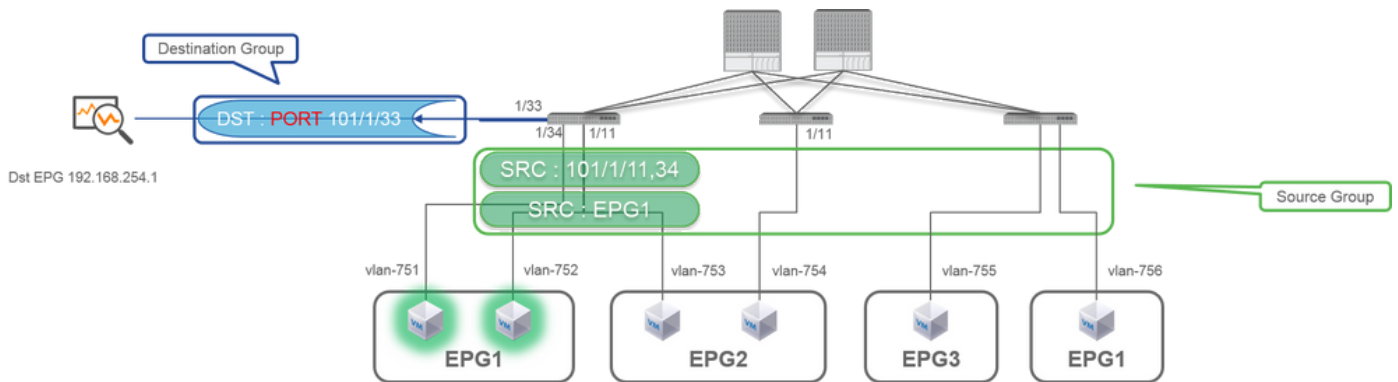 Destination Group
1/33
DST : PORT 101/1/33
1/34
1/11
1/11
SRC : 101/1/11,34
Dst EPG 192.168.254.1
Source Group
SRC : EPG1
vlan-751
vlan-752
vlan-753
vlan-754
vlan-755
vlan-756
VM
VM
VM
VM
VM
VM
EPG1
EPG2
EPG3
EPG1